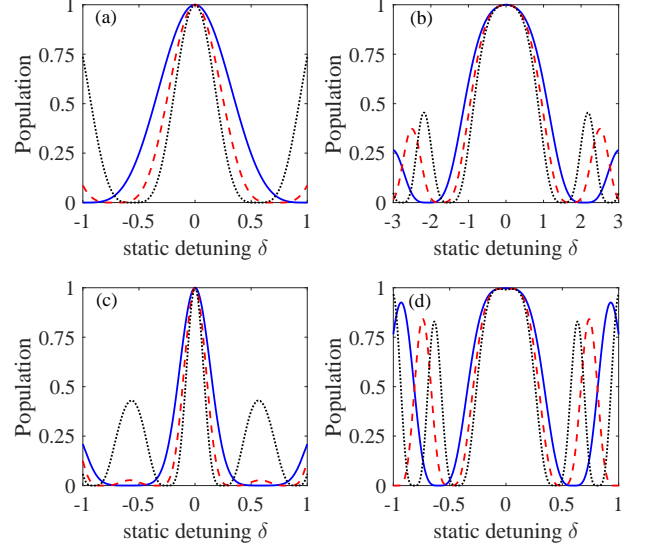 (a)
1
0.75
0.5
0.25
0
Population
-1 -0.5 0 0.5 1
static detuning δ
(b)
1
0.75
0.5
0.25
0
Population
-3 -2 -1 0 1 2 3
static detuning δ
(c)
1
0.75
0.5
0.25
0
Population
-1 -0.5 0 0.5 1
static detuning δ
(d)
1
0.75
0.5
0.25
0
Population
-1 -0.5 0 0.5 1
static detuning δ